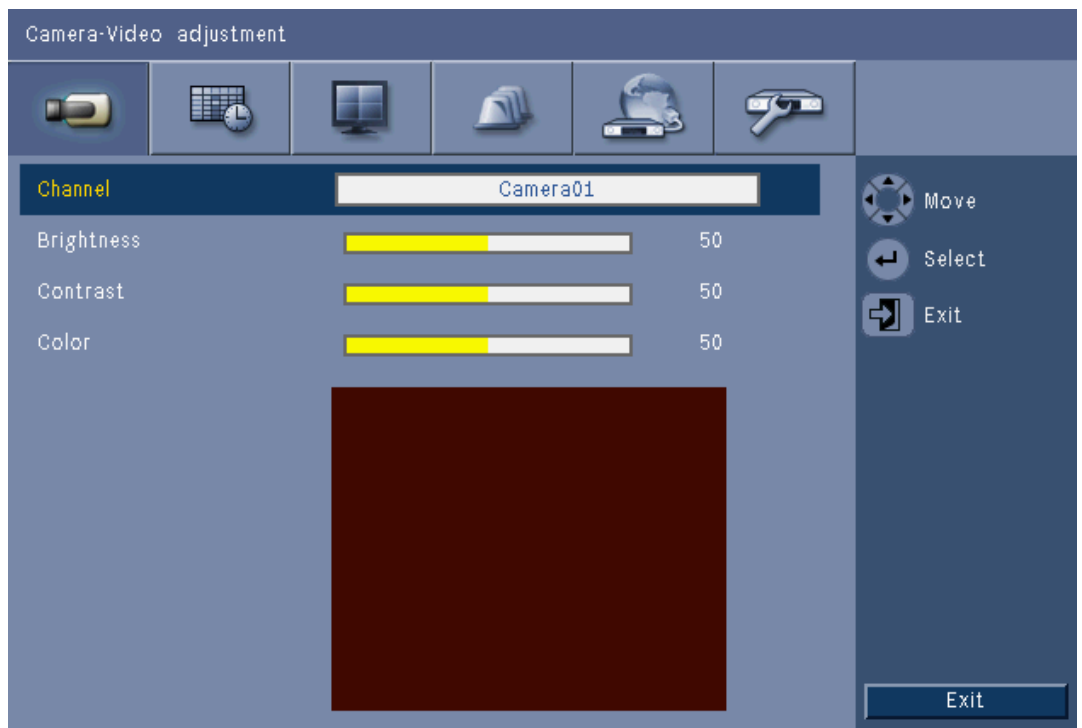 Camera-Video adjustment
Channel Camera01
Brightness 50
Contrast 50
Color 50
Move
Select
Exit
Exit